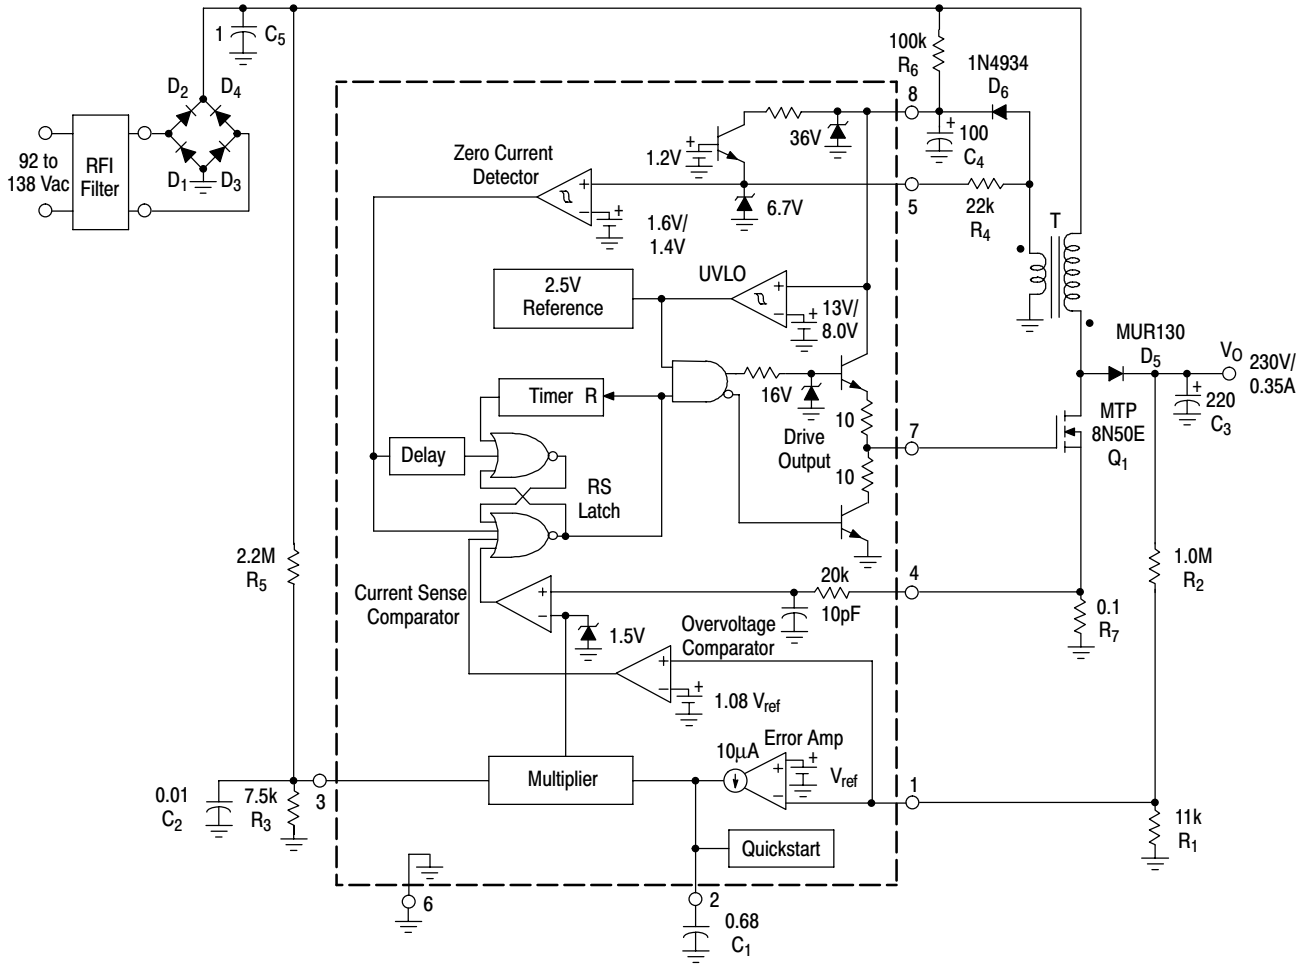 1
C5
D2
D4
D1
D3
92 to
138 Vac
RFI
Filter
100k
R6
1N4934
D6
8
100
C4
36V
1.2V
Zero Current
Detector
6.7V
1.6V/
1.4V
5
22k
R4
T
UVLO
2.5V
Reference
13V/
8.0V
MUR130
D5
VO
230V/
0.35A
220
C3
Timer R
16V
10
Drive
Output
10
7
MTP
8N50E
Q1
Delay
RS
Latch
2.2M
R5
1.0M
R2
20k
10pF
4
Current Sense
Comparator
1.5V
Overvoltage
Comparator
0.1
R7
1.08 Vref
Error Amp
10μA
Vref
Multiplier
1
0.01
C2
7.5k
R3
3
11k
R1
Quickstart
6
2
0.68
C1